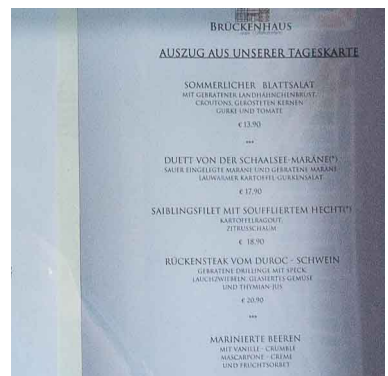 BRÜCKENHAUS
AUSZUG AUS UNSERER TAGESKARTE
SOMMERLICHER BLATTSALAT
MIT GEBRATENER LANDHÄHNCHENBRUST,
CROUTONS, GERÖSTETEN KERNEN
GURKE UND TOMATE
€ 13,90
***
DUETT VON DER SCHAALSEE-MARÄNE(*)
SAUER EINGELEGTE MARÄNE UND GEBRATENE MARÄNE
LAUWARMER KARTOFFEL-GURKENSALAT
€ 17,90
SAIBLINGSFILET MIT SOUFFLIERTEM HECHT(*)
KARTOFFELRAGOUT,
ZITRUSSCHAUM
€ 18,90
RÜCKENSTEAK VOM DUROC - SCHWEIN
GEBRATENE DRILLINGE MIT SPECK,
LAUCHZWIEBELN, GLASIERTES GEMÜSE
UND THYMIAN-JUS
€ 20,90
***
MARINIERTE BEEREN
MIT VANILLE - CRUMBLE
MASCARPONE - CREME
UND FRUCHTSORBET